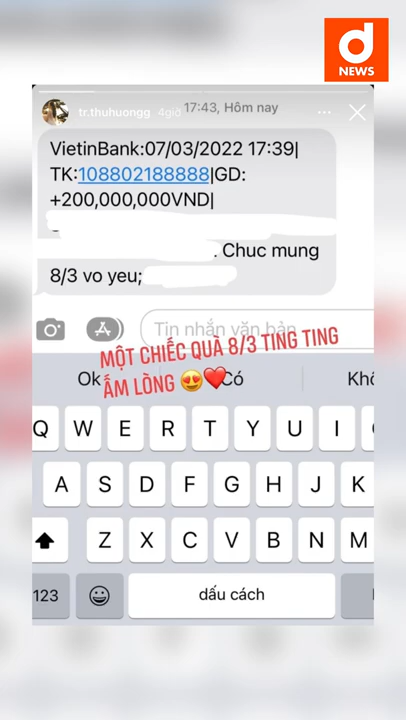 d
NEWS
tr.thuhuongg 4giờ 17:43, Hôm nay
VietinBank:07/03/2022 17:39|
TK:108802188888|GD:
+200,000,000VND|
. Chuc mung
8/3 vo yeu;
Tin nhắn văn bản
MỘT CHIẾC QUÀ 8/3 TING TING
ẤM LÒNG 😍❤️
Ok Có Khô
Q W E R T Y U I
A S D F G H J K
Z X C V B N M
123 dấu cách